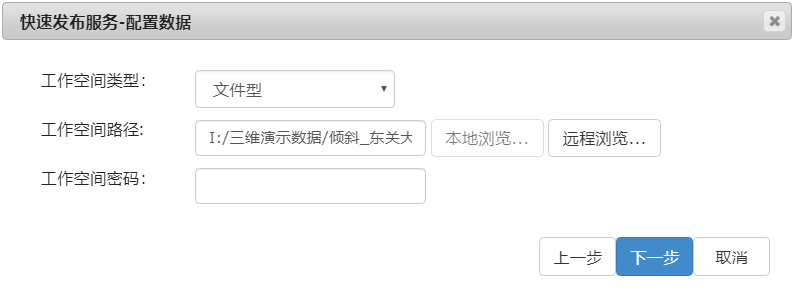 快速发布服务-配置数据
工作空间类型：
文件型
工作空间路径:
I:/三维演示数据/倾斜_东关大
本地浏览...
远程浏览...
工作空间密码：
上一步
下一步
取消